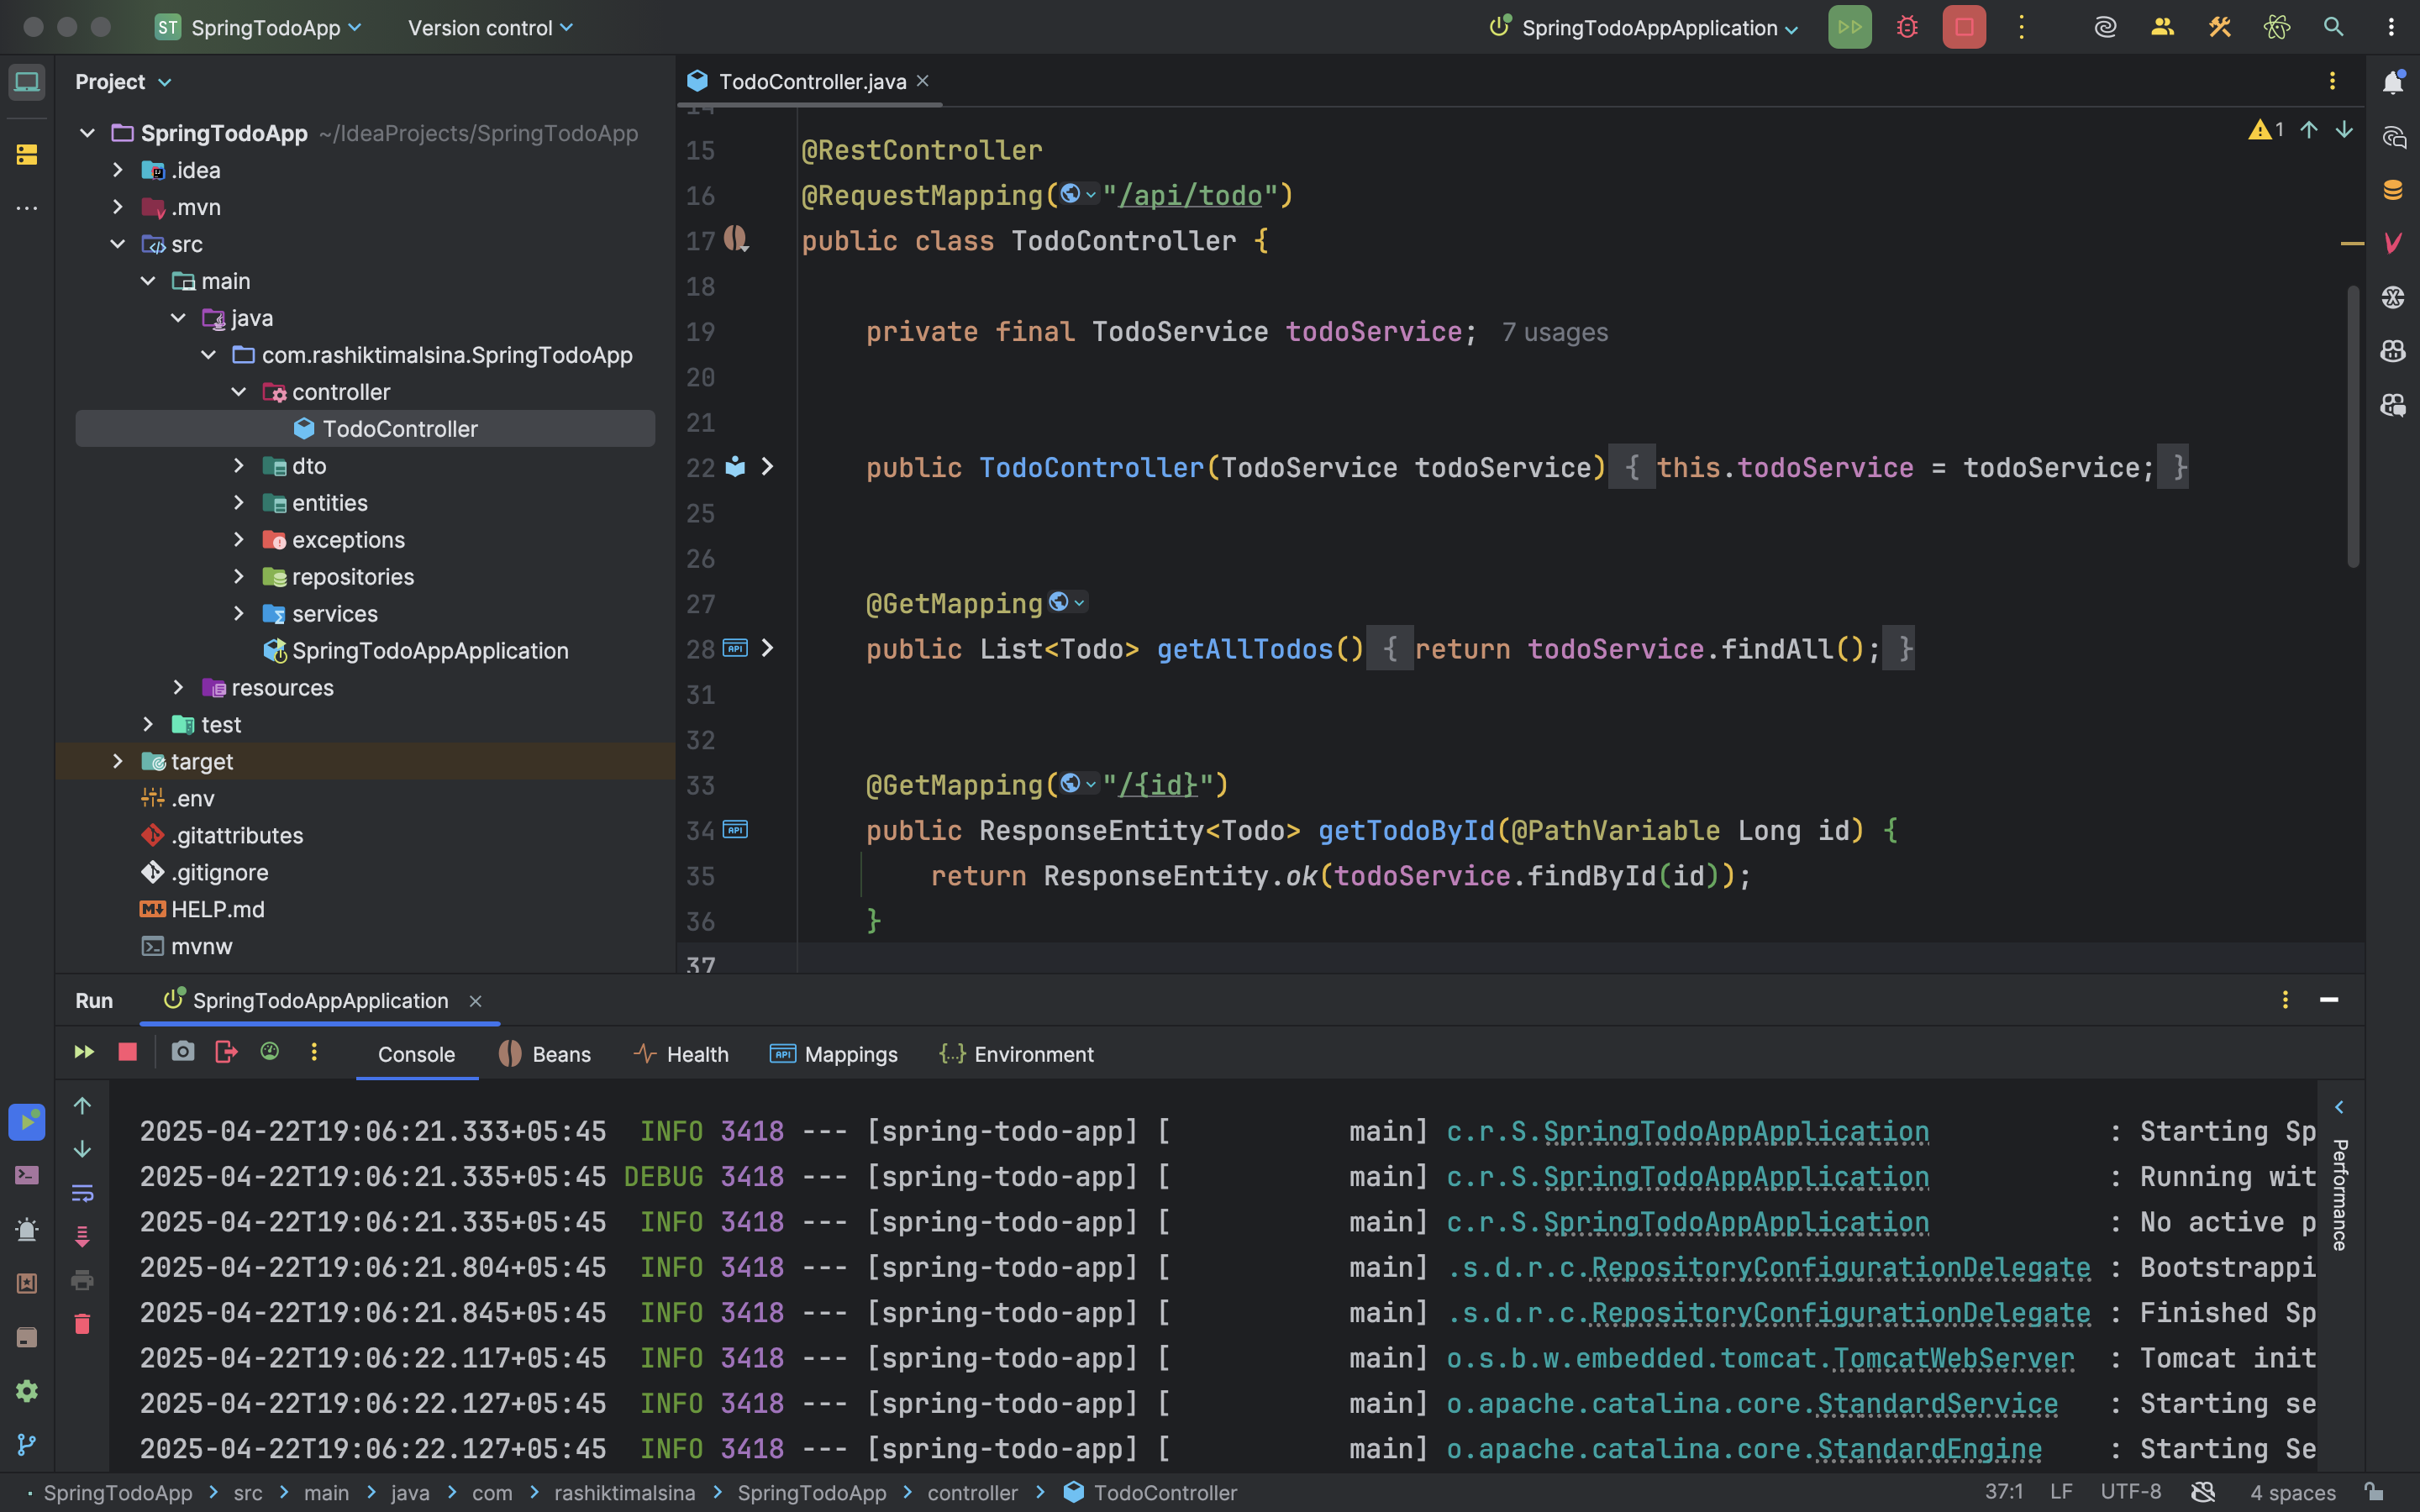 ST SpringTodoApp Version control SpringTodoAppApplication
Project
SpringTodoApp ~/IdeaProjects/SpringTodoApp
.idea
.mvn
src
main
java
com.rashiktimalsina.SpringTodoApp
controller
TodoController
dto
entities
exceptions
repositories
services
SpringTodoAppApplication
resources
test
target
.env
.gitattributes
.gitignore
HELP.md
mvnw
TodoController.java
1
14
15 @RestController
16 @RequestMapping("/api/todo")
17 public class TodoController {
18
19 private final TodoService todoService; 7 usages
20
21
22 public TodoController(TodoService todoService) { this.todoService = todoService; }
25
26
27 @GetMapping
28 public List<Todo> getAllTodos() { return todoService.findAll(); }
31
32
33 @GetMapping("/{id}")
34 public ResponseEntity<Todo> getTodoById(@PathVariable Long id) {
35 return ResponseEntity.ok(todoService.findById(id));
36 }
37
Run SpringTodoAppApplication
Console Beans Health API Mappings Environment
2025-04-22T19:06:21.333+05:45 INFO 3418 --- [spring-todo-app] [ main] c.r.S.SpringTodoAppApplication : Starting Sp
2025-04-22T19:06:21.335+05:45 DEBUG 3418 --- [spring-todo-app] [ main] c.r.S.SpringTodoAppApplication : Running wit
2025-04-22T19:06:21.335+05:45 INFO 3418 --- [spring-todo-app] [ main] c.r.S.SpringTodoAppApplication : No active p
2025-04-22T19:06:21.804+05:45 INFO 3418 --- [spring-todo-app] [ main] .s.d.r.c.RepositoryConfigurationDelegate : Bootstrappi
2025-04-22T19:06:21.845+05:45 INFO 3418 --- [spring-todo-app] [ main] .s.d.r.c.RepositoryConfigurationDelegate : Finished Sp
2025-04-22T19:06:22.117+05:45 INFO 3418 --- [spring-todo-app] [ main] o.s.b.w.embedded.tomcat.TomcatWebServer : Tomcat init
2025-04-22T19:06:22.127+05:45 INFO 3418 --- [spring-todo-app] [ main] o.apache.catalina.core.StandardService : Starting se
2025-04-22T19:06:22.127+05:45 INFO 3418 --- [spring-todo-app] [ main] o.apache.catalina.core.StandardEngine : Starting Se
Performance
SpringTodoApp > src > main > java > com > rashiktimalsina > SpringTodoApp > controller > TodoController 37:1 LF UTF-8 4 spaces